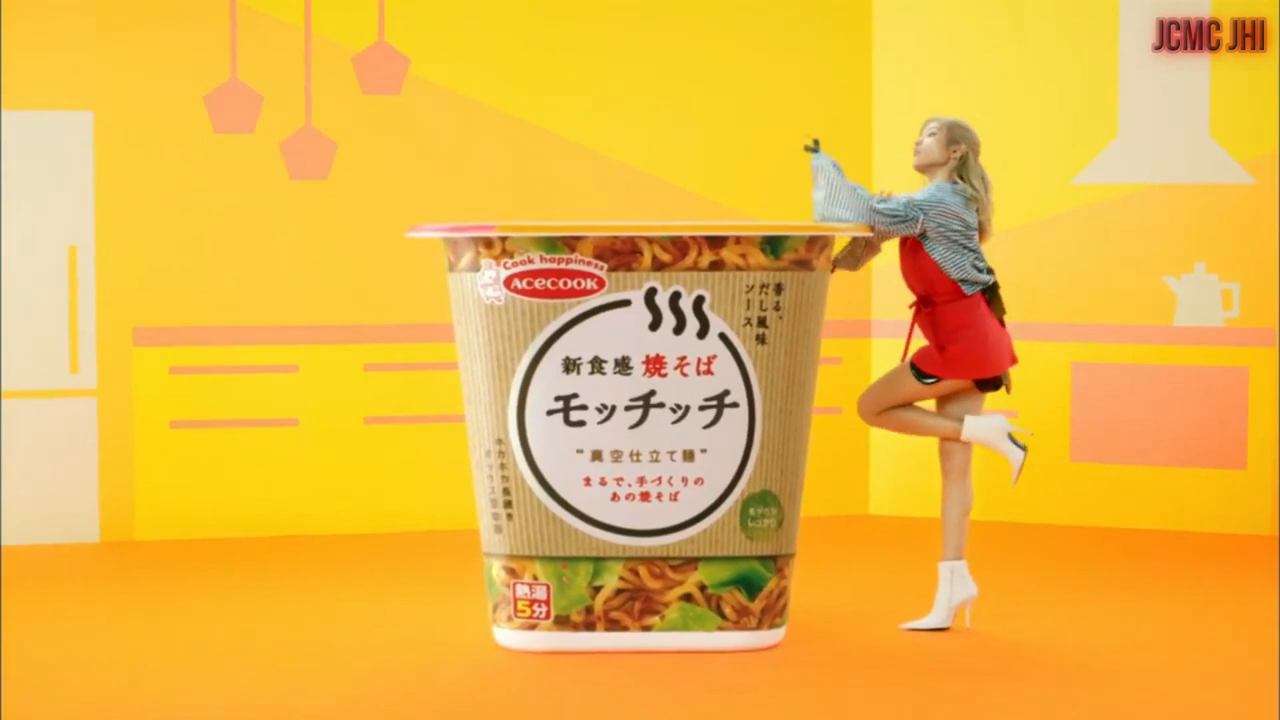 JCMC JHI
Cook happiness
ACECOOK
香る、
だし風味
ソース
新食感 焼そば
モッチッチ
"真空仕立て麺"
まるで、手づくりの
あの焼そば
熱湯
5分